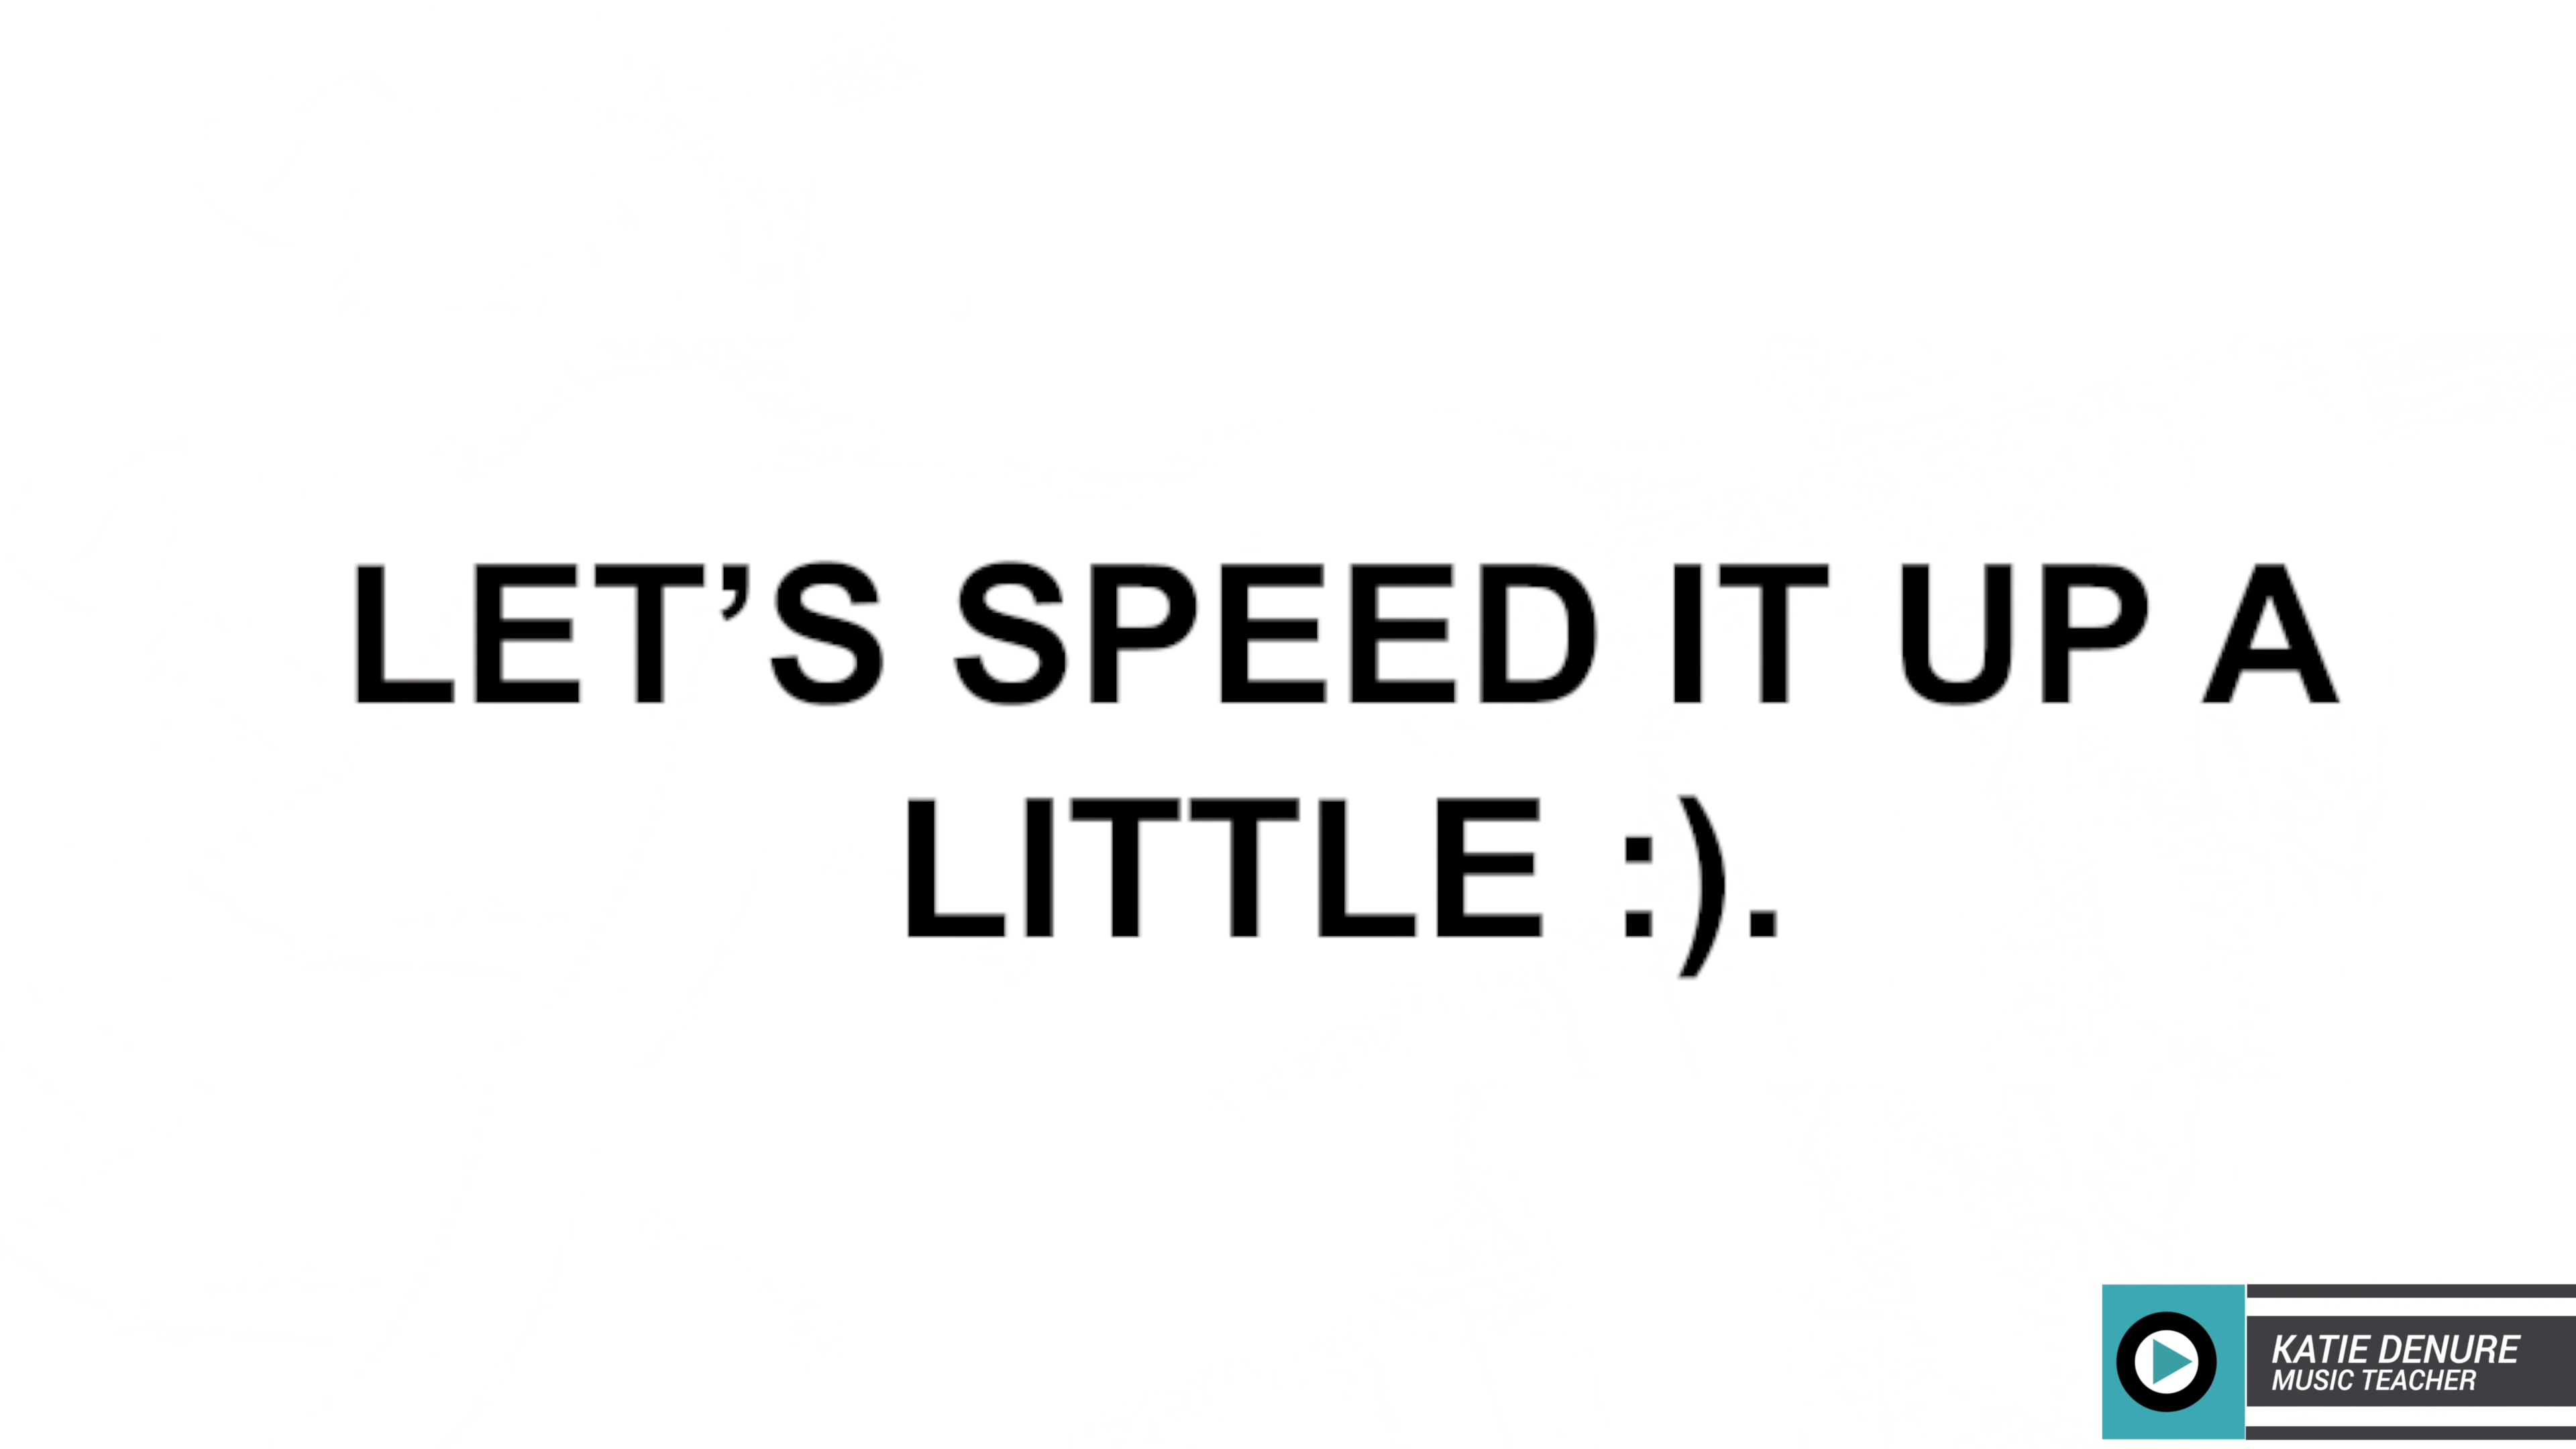 LET’S SPEED IT UP A
LITTLE :).
KATIE DENURE
MUSIC TEACHER